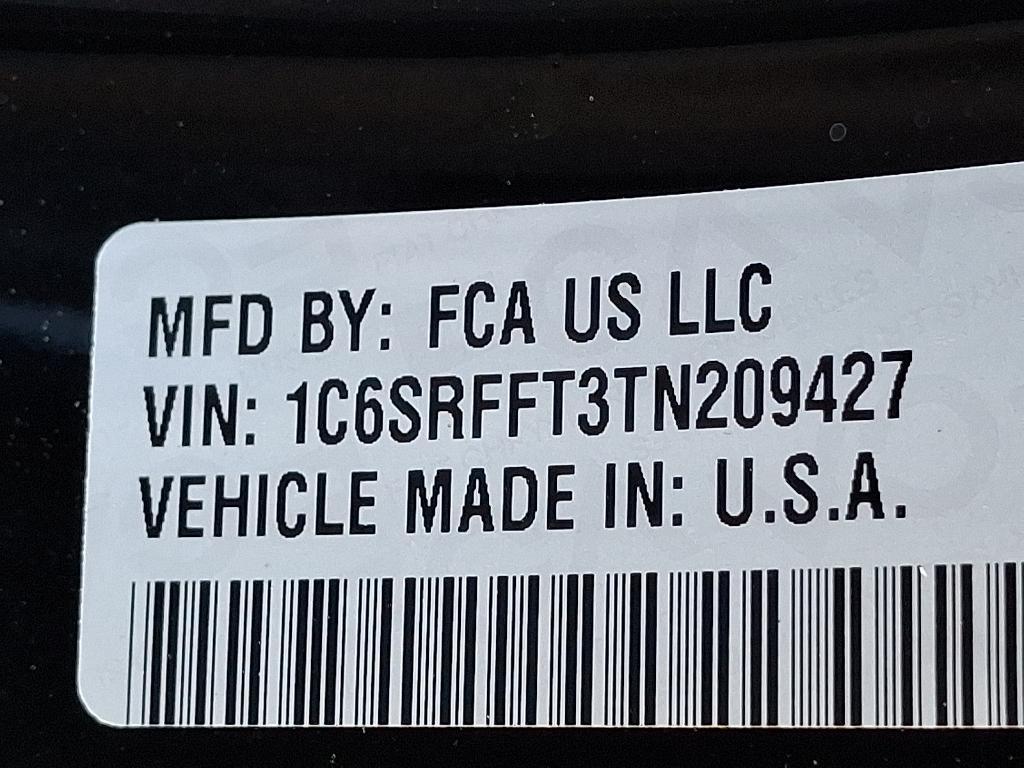 MFD BY: FCA US LLC
VIN: 1C6SRFFT3TN209427
VEHICLE MADE IN: U.S.A.